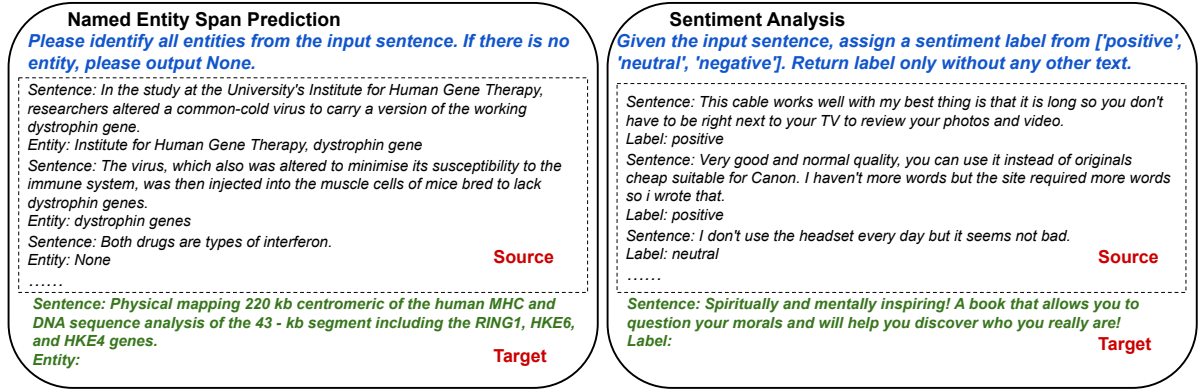 Named Entity Span Prediction
Please identify all entities from the input sentence. If there is no
entity, please output None.
Sentence: In the study at the University's Institute for Human Gene Therapy,
researchers altered a common-cold virus to carry a version of the working
dystrophin gene.
Entity: Institute for Human Gene Therapy, dystrophin gene
Sentence: The virus, which also was altered to minimise its susceptibility to the
immune system, was then injected into the muscle cells of mice bred to lack
dystrophin genes.
Entity: dystrophin genes
Sentence: Both drugs are types of interferon.
Entity: None
......
Source
Sentence: Physical mapping 220 kb centromeric of the human MHC and
DNA sequence analysis of the 43 - kb segment including the RING1, HKE6,
and HKE4 genes.
Entity:
Target
Sentiment Analysis
Given the input sentence, assign a sentiment label from ['positive',
'neutral', 'negative']. Return label only without any other text.
Sentence: This cable works well with my best thing is that it is long so you don't
have to be right next to your TV to review your photos and video.
Label: positive
Sentence: Very good and normal quality, you can use it instead of originals
cheap suitable for Canon. I haven't more words but the site required more words
so i wrote that.
Label: positive
Sentence: I don't use the headset every day but it seems not bad.
Label: neutral
......
Source
Sentence: Spiritually and mentally inspiring! A book that allows you to
question your morals and will help you discover who you really are!
Label:
Target